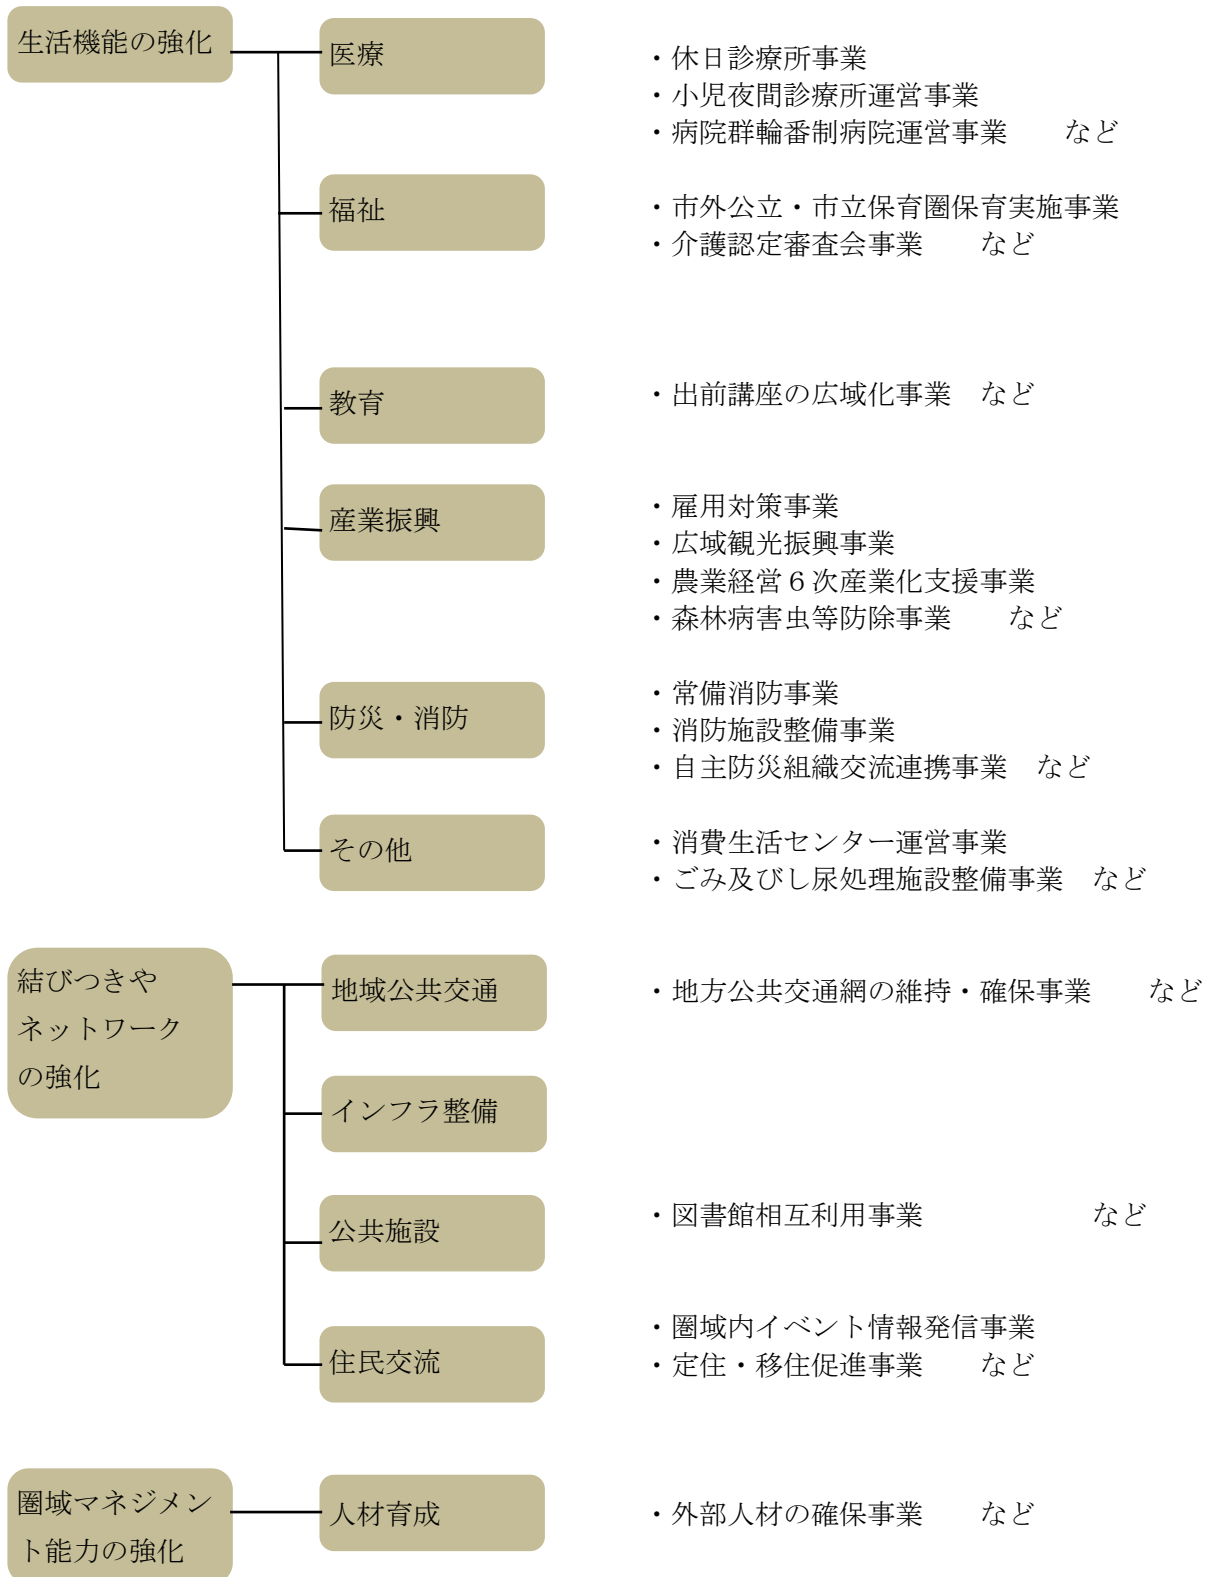 生活機能の強化
医療
・休日診療所事業
・小児夜間診療所運営事業
・病院群輪番制病院運営事業　　など
福祉
・市外公立・市立保育圏保育実施事業
・介護認定審査会事業　　など
教育
・出前講座の広域化事業　など
産業振興
・雇用対策事業
・広域観光振興事業
・農業経営６次産業化支援事業
・森林病害虫等防除事業　　など
防災・消防
・常備消防事業
・消防施設整備事業
・自主防災組織交流連携事業　など
その他
・消費生活センター運営事業
・ごみ及びし尿処理施設整備事業　など
結びつきや
ネットワーク
の強化
地域公共交通
・地方公共交通網の維持・確保事業　　など
インフラ整備
公共施設
・図書館相互利用事業　　　　　　など
住民交流
・圏域内イベント情報発信事業
・定住・移住促進事業　　など
圏域マネジメン
ト能力の強化
人材育成
・外部人材の確保事業　　など